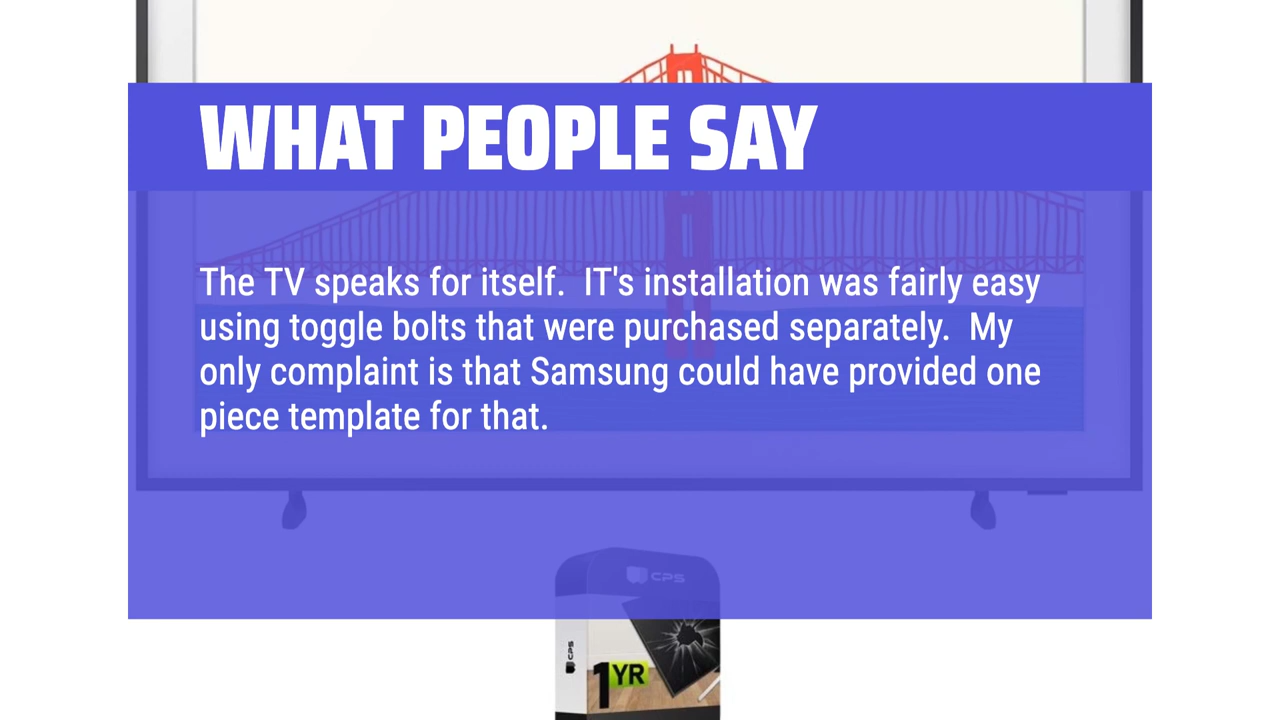 WHAT PEOPLE SAY
The TV speaks for itself.  IT's installation was fairly easy
using toggle bolts that were purchased separately.  My
only complaint is that Samsung could have provided one
piece template for that.
CPS
CPS
1YR